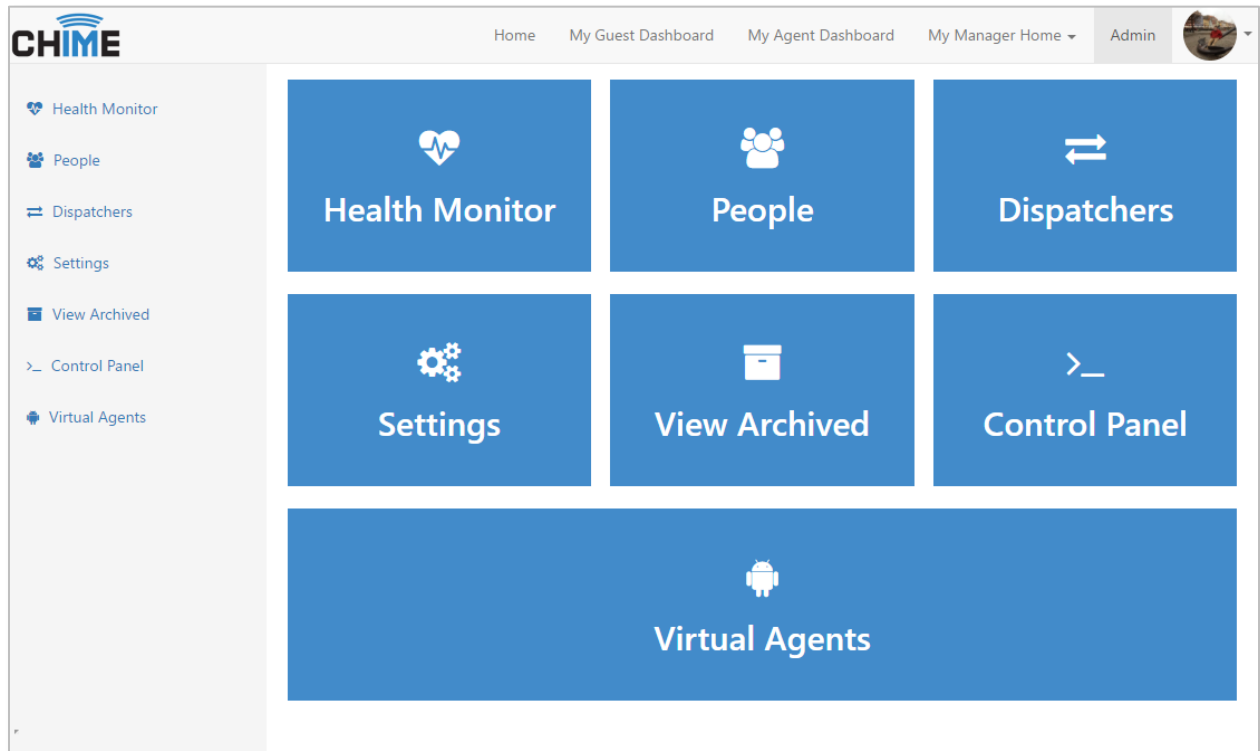 CHIME
Home My Guest Dashboard My Agent Dashboard My Manager Home Admin
Health Monitor
People
Dispatchers
Settings
View Archived
Control Panel
Virtual Agents
Health Monitor People Dispatchers
Settings View Archived Control Panel
Virtual Agents